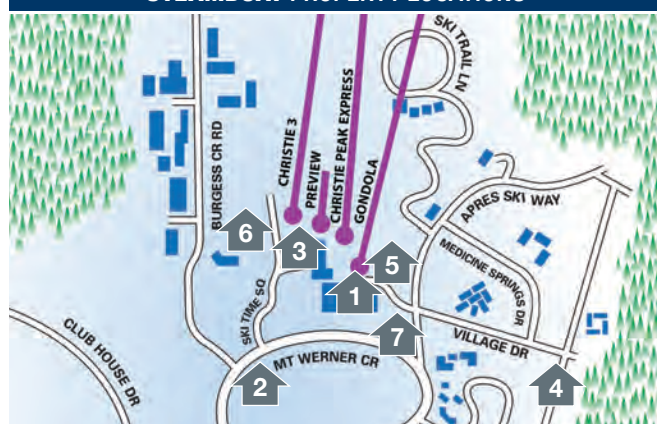 STEAMBOAT PROPERTY LOCATIONS
SKI TRAIL LN
CHRISTIE 3
PREVIEW
CHRISTIE PEAK EXPRESS
GONDOLA
BURGESS CR RD
APRES SKI WAY
6
3
5
1
MEDICINE SPRINGS DR
SKI TIME SQ
7
VILLAGE DR
CLUB HOUSE DR
MT WERNER CR
2
4